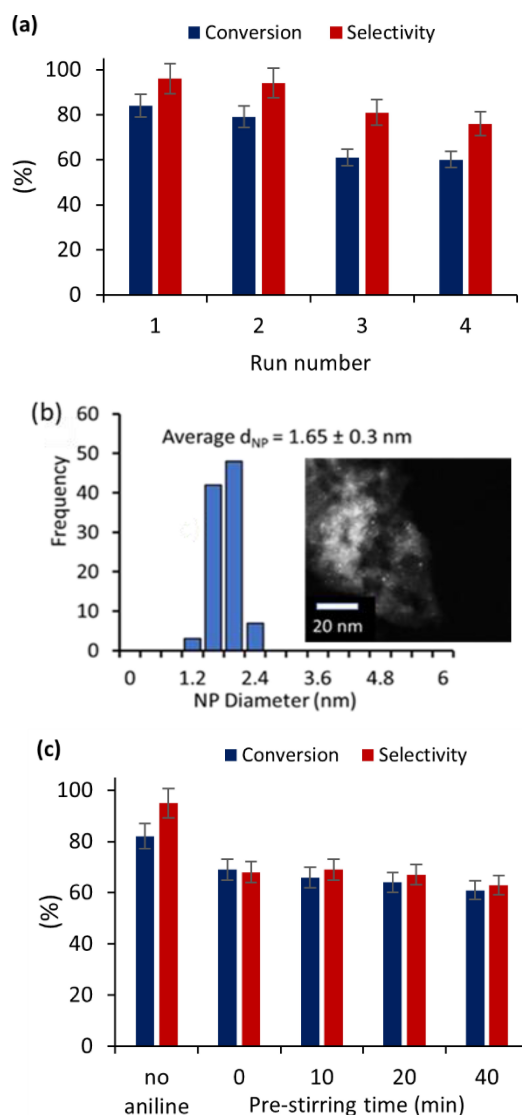 (a)
Conversion Selectivity
100
80
60
40
20
0
(%)
1 2 3 4
Run number
(b)
60
50
40
30
20
10
0
Frequency
Average dNP = 1.65 ± 0.3 nm
20 nm
0 1.2 2.4 3.6 4.8 6
NP Diameter (nm)
(c)
Conversion Selectivity
100
80
60
40
20
0
(%)
no 0 10 20 40
aniline Pre-stirring time (min)